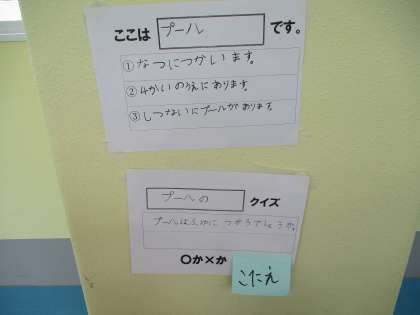 ここは プール です。
①なつにつかいます。
②4かいのうえにあります。
③しつないにプールがあります。
プールの クイズ
プールはふゆに つかうでしょうか。
〇か×か
こたえ